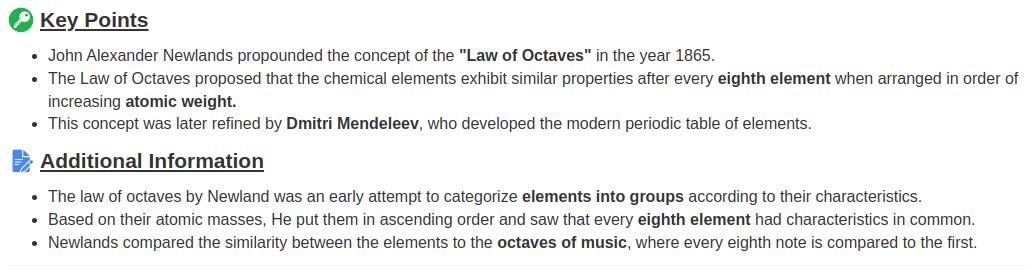 Key Points
John Alexander Newlands propounded the concept of the "Law of Octaves" in the year 1865.
The Law of Octaves proposed that the chemical elements exhibit similar properties after every eighth element when arranged in order of
increasing atomic weight.
This concept was later refined by Dmitri Mendeleev, who developed the modern periodic table of elements.
Additional Information
The law of octaves by Newland was an early attempt to categorize elements into groups according to their characteristics.
Based on their atomic masses, He put them in ascending order and saw that every eighth element had characteristics in common.
Newlands compared the similarity between the elements to the octaves of music, where every eighth note is compared to the first.